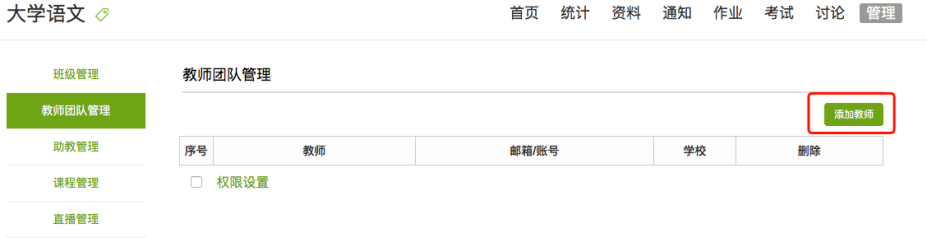 大学语文 首页 统计 资料 通知 作业 考试 讨论 管理
班级管理
教师团队管理
助教管理
课程管理
直播管理
教师团队管理
添加教师
序号 教师 邮箱/账号 学校 删除
权限设置